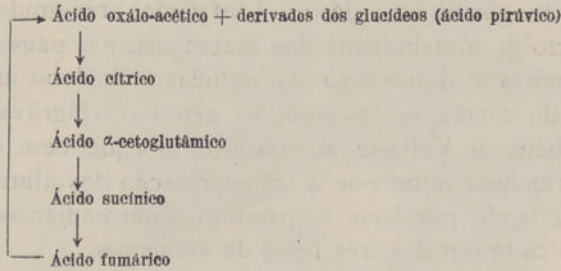 Ácido oxálo-acético + derivados dos glucídeos (ácido pirúvico)
Ácido cítrico
Ácido α-cetoglutâmico
Ácido sucínico
Ácido fumárico